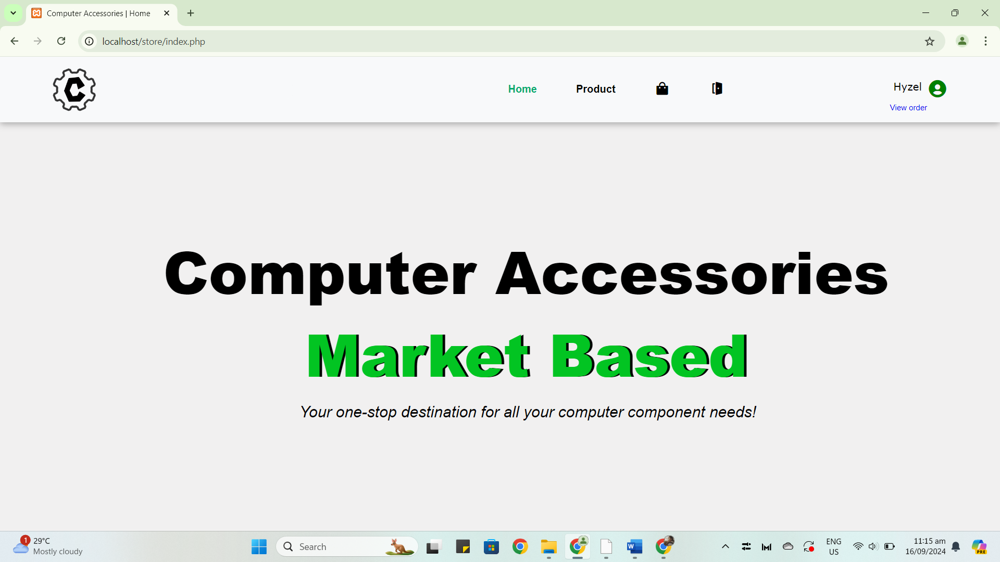 Computer Accessories | Home
localhost/store/index.php
C
Home
Product
Hyzel
View order
Computer Accessories
Market Based
Your one-stop destination for all your computer component needs!
1
29°C
Mostly cloudy
Search
W
ENG
US
11:15 am
16/09/2024
PRE